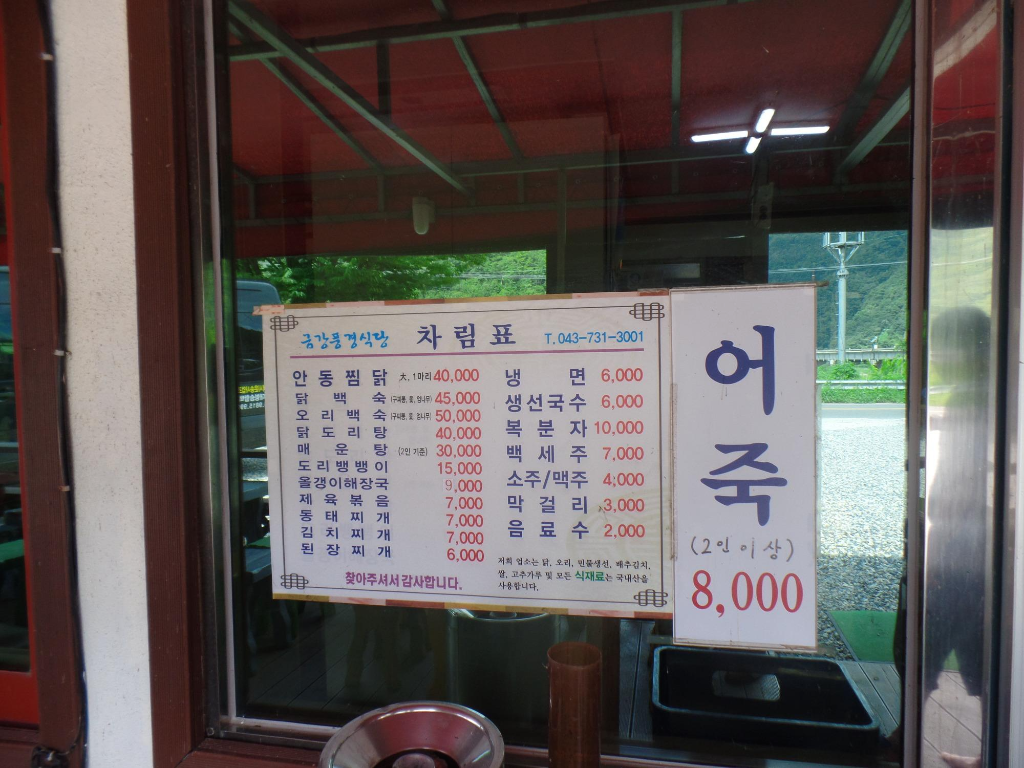 금강풍경식당 차림표 T.043-731-3001
안동찜닭 大, 1마리 40,000
닭백숙 45,000
오리백숙 50,000
닭도리탕 40,000
매운탕 (2인 기준) 30,000
도리뱅뱅이 15,000
올갱이해장국 9,000
제육볶음 7,000
동태찌개 7,000
김치찌개 7,000
된장찌개 6,000
찾아주셔서 감사합니다.
냉면 6,000
생선국수 6,000
복분자 10,000
백세주 7,000
소주/맥주 4,000
막걸리 3,000
음료수 2,000
저희 업소는 닭, 오리, 민물생선, 배추김치,
쌀, 고추가루 및 모든 식재료는 국내산을
사용합니다.
어죽
(2인 이상)
8,000